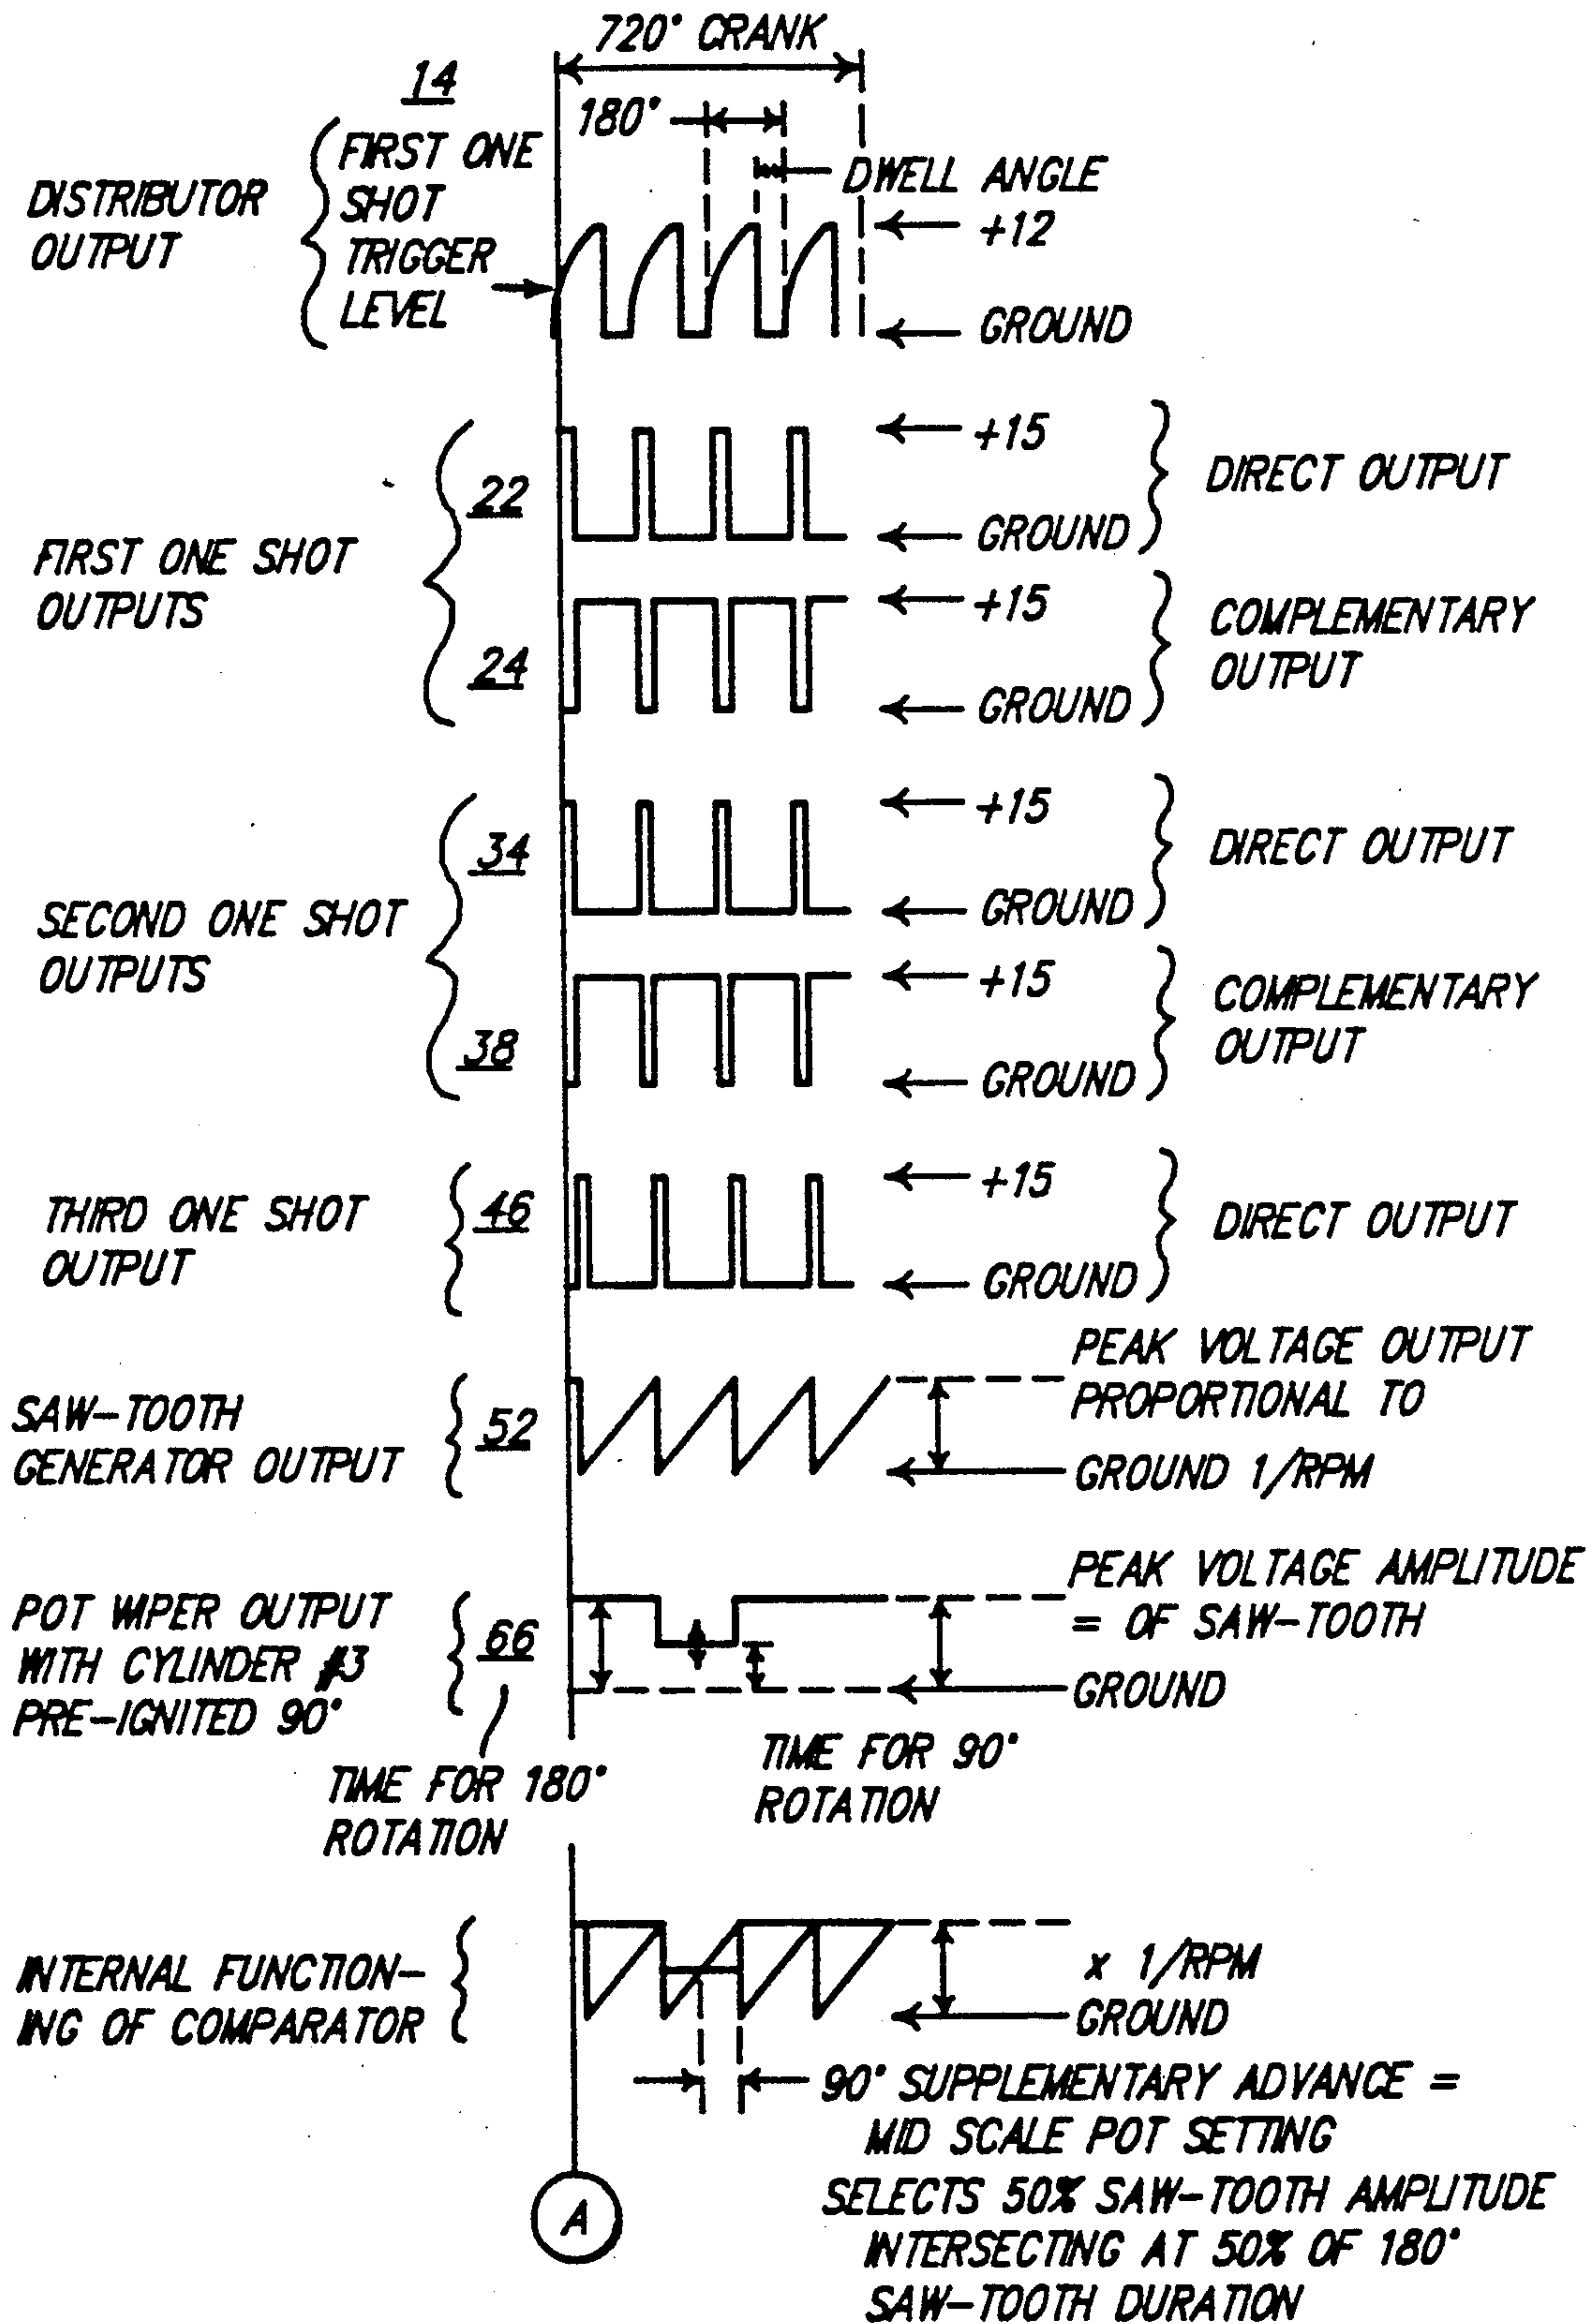 720° CRANK
14
180°
DWELL ANGLE
DISTRIBUTOR
OUTPUT
FIRST ONE
SHOT
TRIGGER
LEVEL
+12
GROUND
FIRST ONE SHOT
OUTPUTS
22
+15
GROUND
DIRECT OUTPUT
24
+15
GROUND
COMPLEMENTARY
OUTPUT
SECOND ONE SHOT
OUTPUTS
34
+15
GROUND
DIRECT OUTPUT
38
+15
GROUND
COMPLEMENTARY
OUTPUT
THIRD ONE SHOT
OUTPUT
46
+15
GROUND
DIRECT OUTPUT
SAW-TOOTH
GENERATOR OUTPUT
52
PEAK VOLTAGE OUTPUT
PROPORTIONAL TO
GROUND 1/RPM
POT WIPER OUTPUT
WITH CYLINDER #3
PRE-IGNITED 90°
66
PEAK VOLTAGE AMPLITUDE
= OF SAW-TOOTH
GROUND
TIME FOR 180°
ROTATION
TIME FOR 90°
ROTATION
INTERNAL FUNCTION-
ING OF COMPARATOR
x 1/RPM
GROUND
90° SUPPLEMENTARY ADVANCE =
MID SCALE POT SETTING
SELECTS 50% SAW-TOOTH AMPLITUDE
INTERSECTING AT 50% OF 180°
SAW-TOOTH DURATION
A